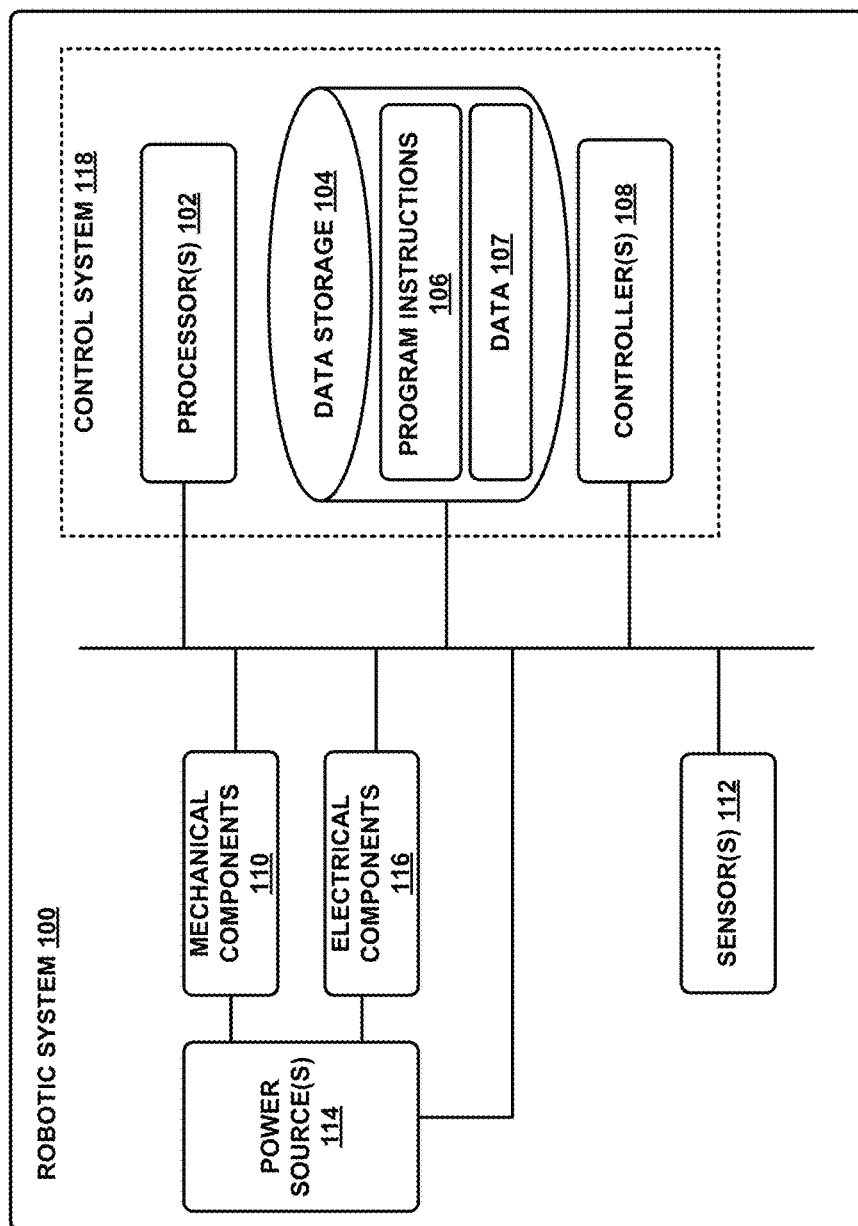 ROBOTIC SYSTEM 100
POWER
SOURCE(S)
114
MECHANICAL
COMPONENTS
110
ELECTRICAL
COMPONENTS
116
SENSOR(S) 112
CONTROL SYSTEM 118
PROCESSOR(S) 102
DATA STORAGE 104
PROGRAM INSTRUCTIONS
106
DATA 107
CONTROLLER(S) 108